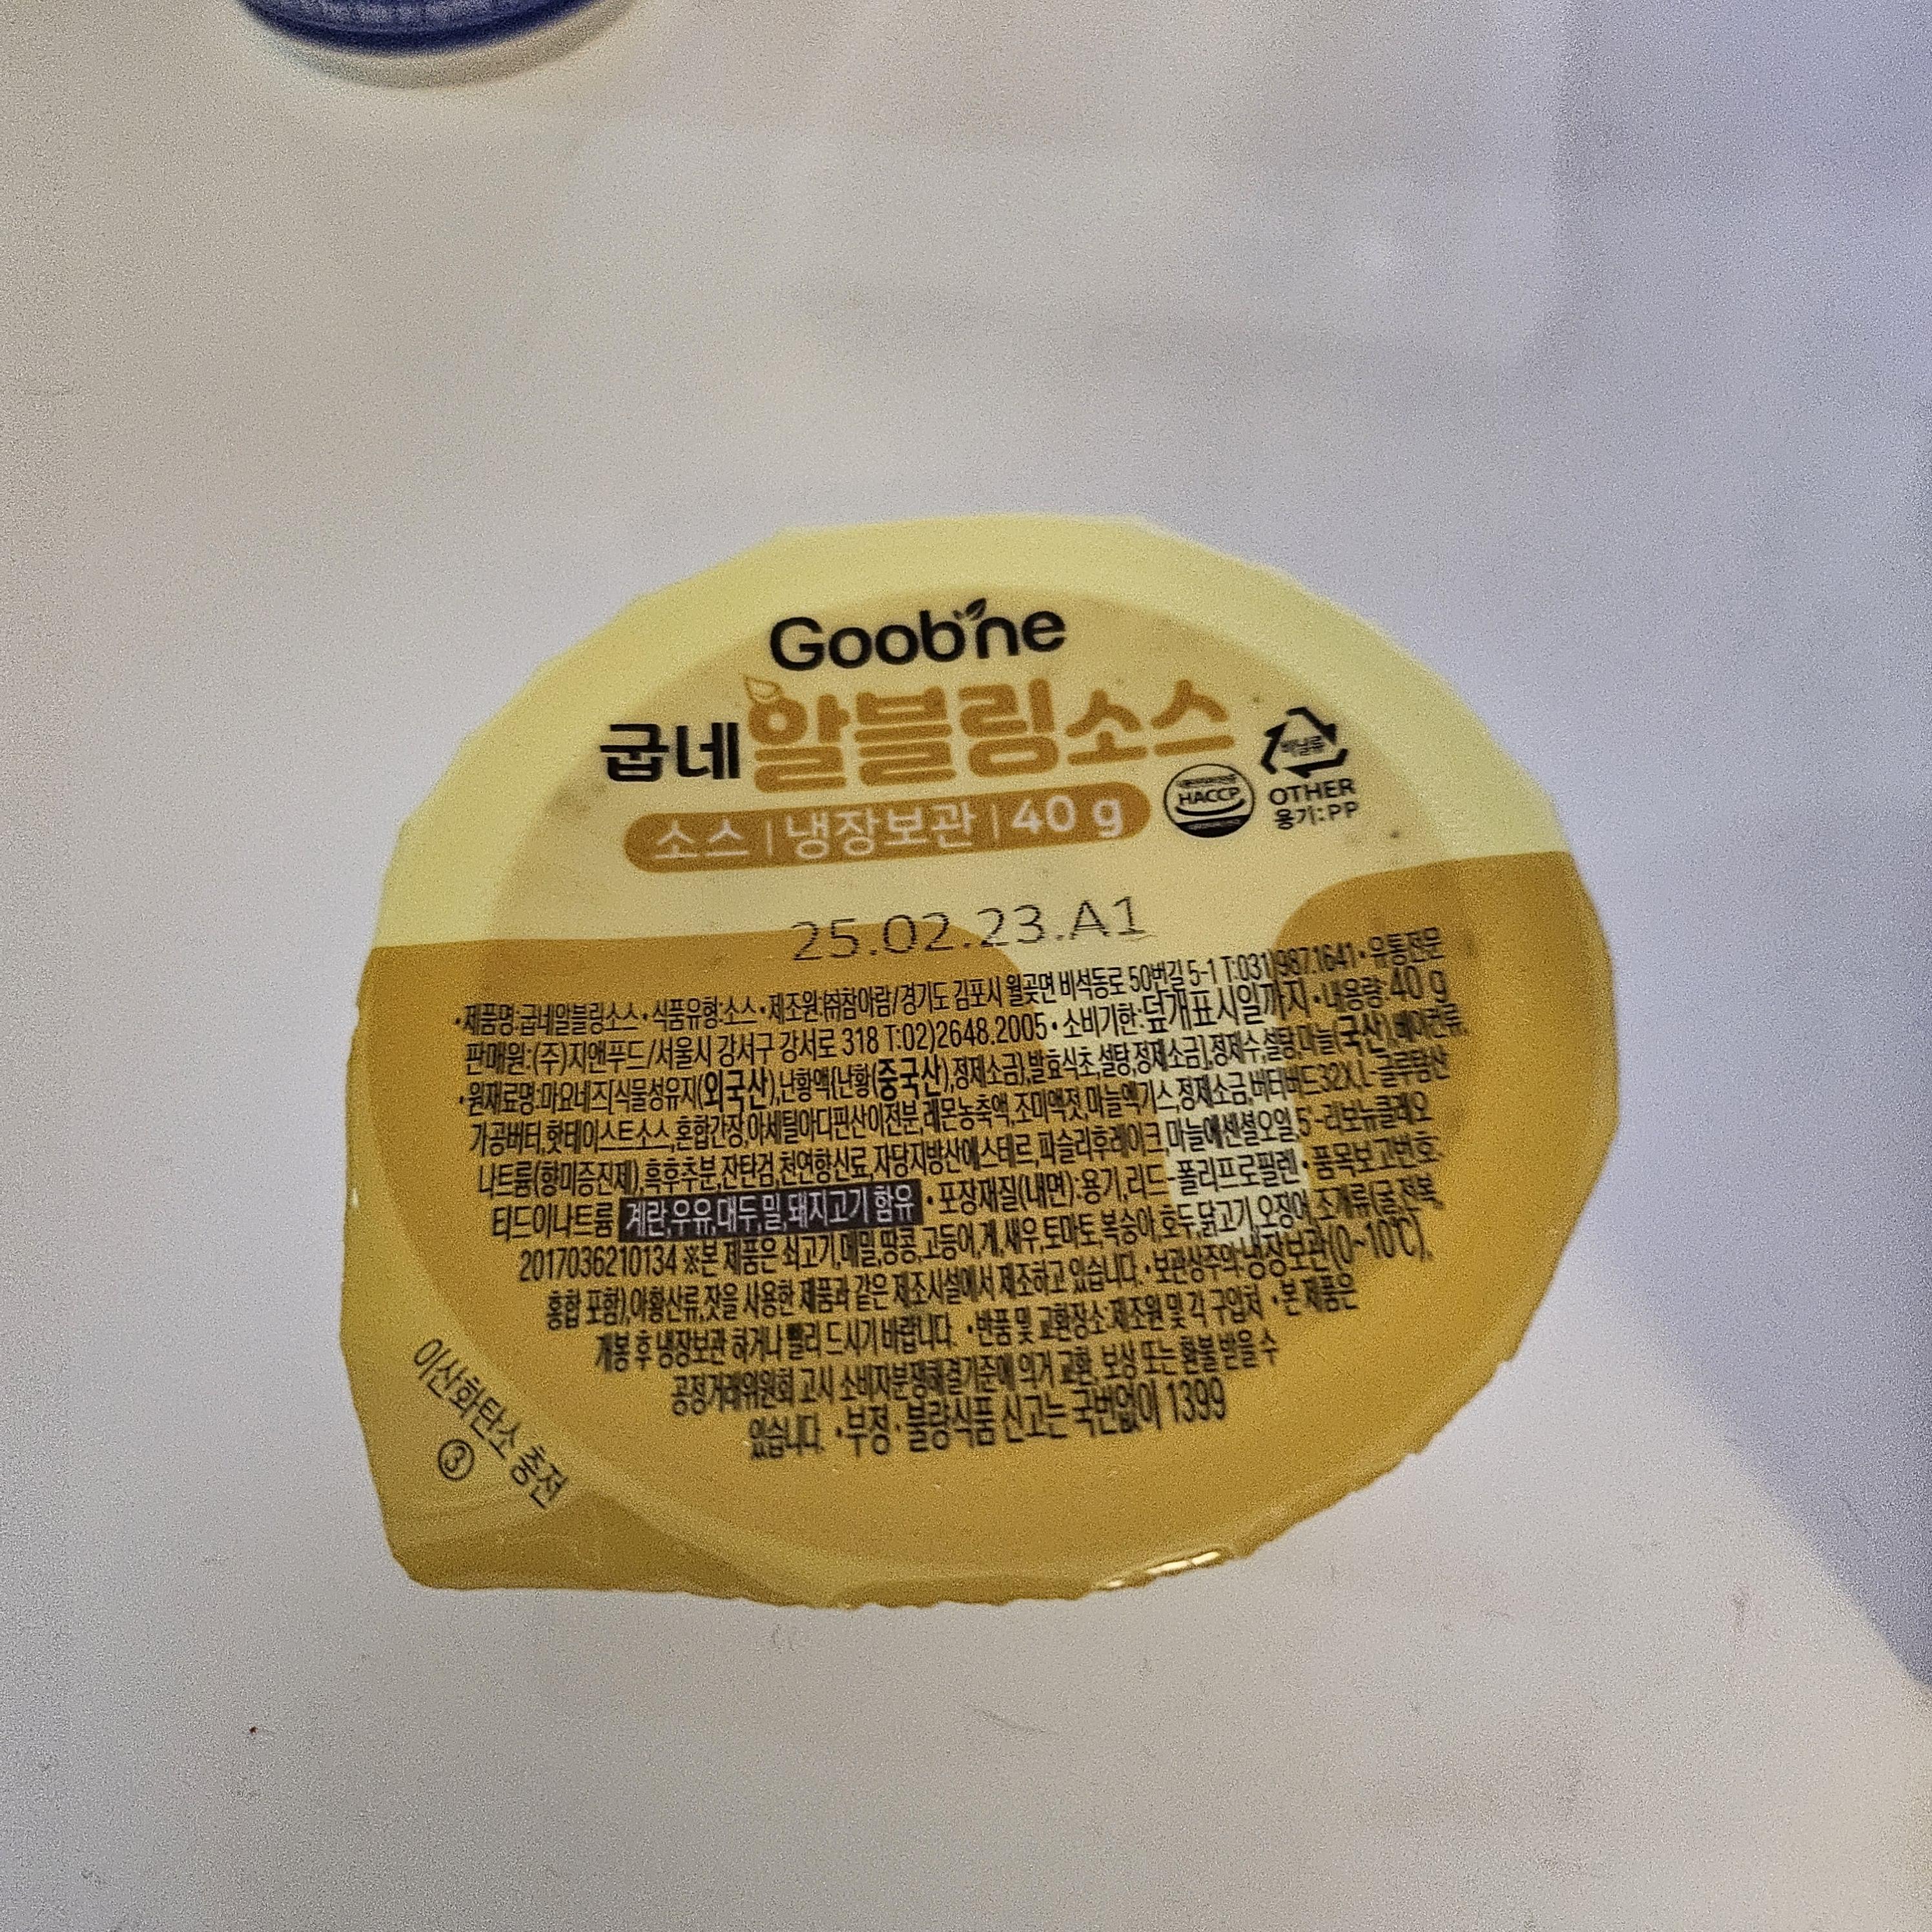 Goobne
굽네 알블링소스
소스 | 냉장보관 | 40 g
HACCP
비닐류
OTHER
용기:PP
25.02.23.A1
•제품명:굽네알블링소스•식품유형:소스•제조원:㈜참아람/경기도 김포시 월곶면 비석동로 50번길 5-1 T:031)987.1641•유통전문
판매원:(주)지앤푸드/서울시 강서구 강서로 318 T:02)2648.2005•소비기한:덮개표시일까지•내용량:40 g
•원재료명:마요네즈[식물성유지(외국산),난황액{난황(중국산),정제소금},발효식초,설탕,정제소금],정제수,설탕,마늘(국산),베이컨류,
가공버터,핫테이스트소스,혼합간장,아세틸아디핀산이전분,레몬농축액,조미액젓,마늘엑기스,정제소금,버터버드32X,L-글루탐산
나트륨(향미증진제),흑후추분,잔탄검,천연향신료,자당지방산에스테르,파슬리후레이크,마늘에센셜오일,5'-리보뉴클레오
티드이나트륨 계란,우유,대두,밀,돼지고기 함유 •포장재질(내면):용기,리드-폴리프로필렌•품목보고번호:
2017036210134 ※본 제품은 쇠고기,메밀,땅콩,고등어,게,새우,토마토,복숭아,호두,닭고기,오징어,조개류(굴,전복,
홍합 포함),아황산류,잣을 사용한 제품과 같은 제조시설에서 제조하고 있습니다.•보관상주의:냉장보관(0~10℃),
개봉 후 냉장보관 하거나 빨리 드시기 바랍니다. •반품 및 교환장소:제조원 및 각 구입처 •본 제품은
공정거래위원회 고시 소비자분쟁해결기준에 의거 교환, 보상 또는 환불 받을 수
있습니다. •부정·불량식품 신고는 국번없이 1399
이산화탄소 충전
③